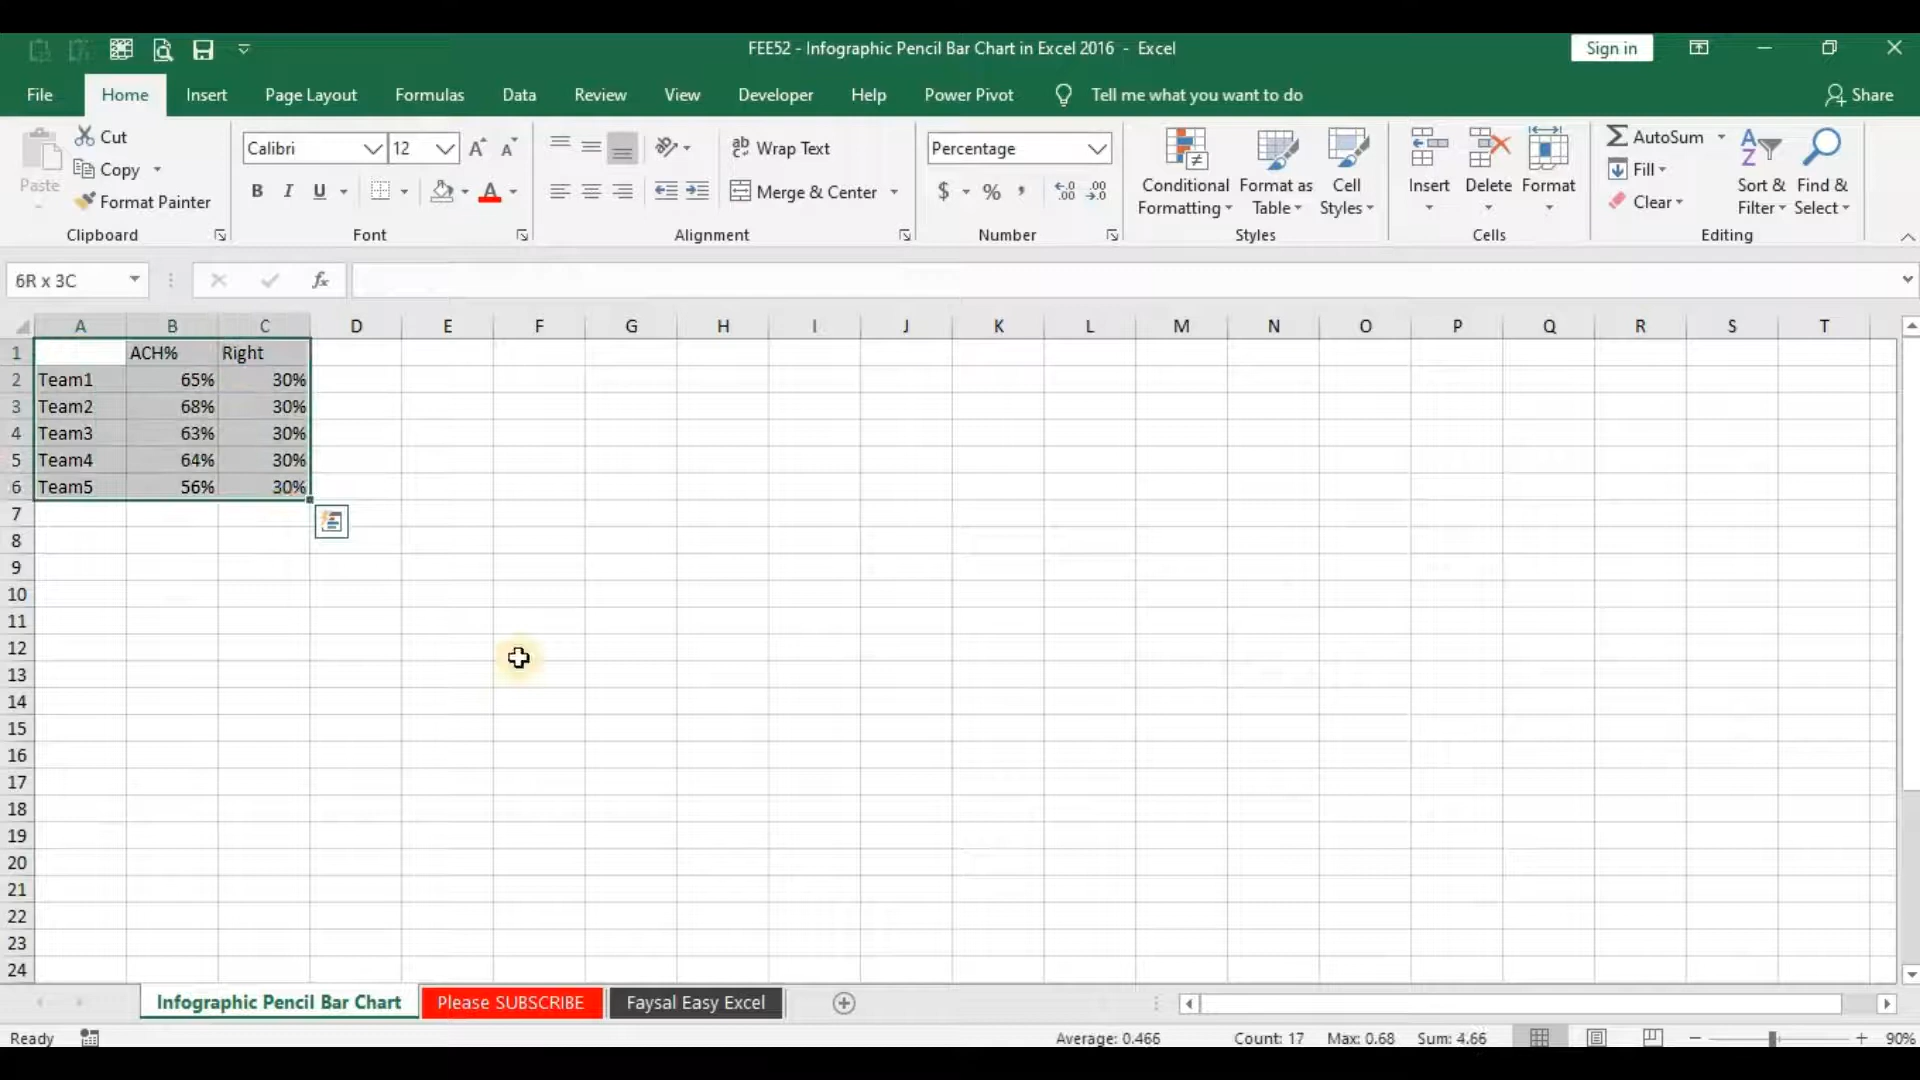 FEE52 - Infographic Pencil Bar Chart in Excel 2016 - Excel
Sign in
File Home Insert Page Layout Formulas Data Review View Developer Help Power Pivot Tell me what you want to do Share
Paste
Cut
Copy
Format Painter
Clipboard
Calibri 12
B I U A
Font
ab Wrap Text
Merge & Center
Alignment
Percentage
$ % , .0 .00 .00 .0
Number
Conditional Formatting
Format as Table
Cell Styles
Styles
Insert
Delete
Format
Cells
AutoSum
Fill
Clear
Sort & Filter
Find & Select
Editing
6R x 3C fx
A B C D E F G H I J K L M N O P Q R S T
1 ACH% Right
2 Team1 65% 30%
3 Team2 68% 30%
4 Team3 63% 30%
5 Team4 64% 30%
6 Team5 56% 30%
7
8
9
10
11
12
13
14
15
16
17
18
19
20
21
22
23
24
Infographic Pencil Bar Chart Please SUBSCRIBE Faysal Easy Excel
Ready Average: 0.466 Count: 17 Max: 0.68 Sum: 4.66 90%